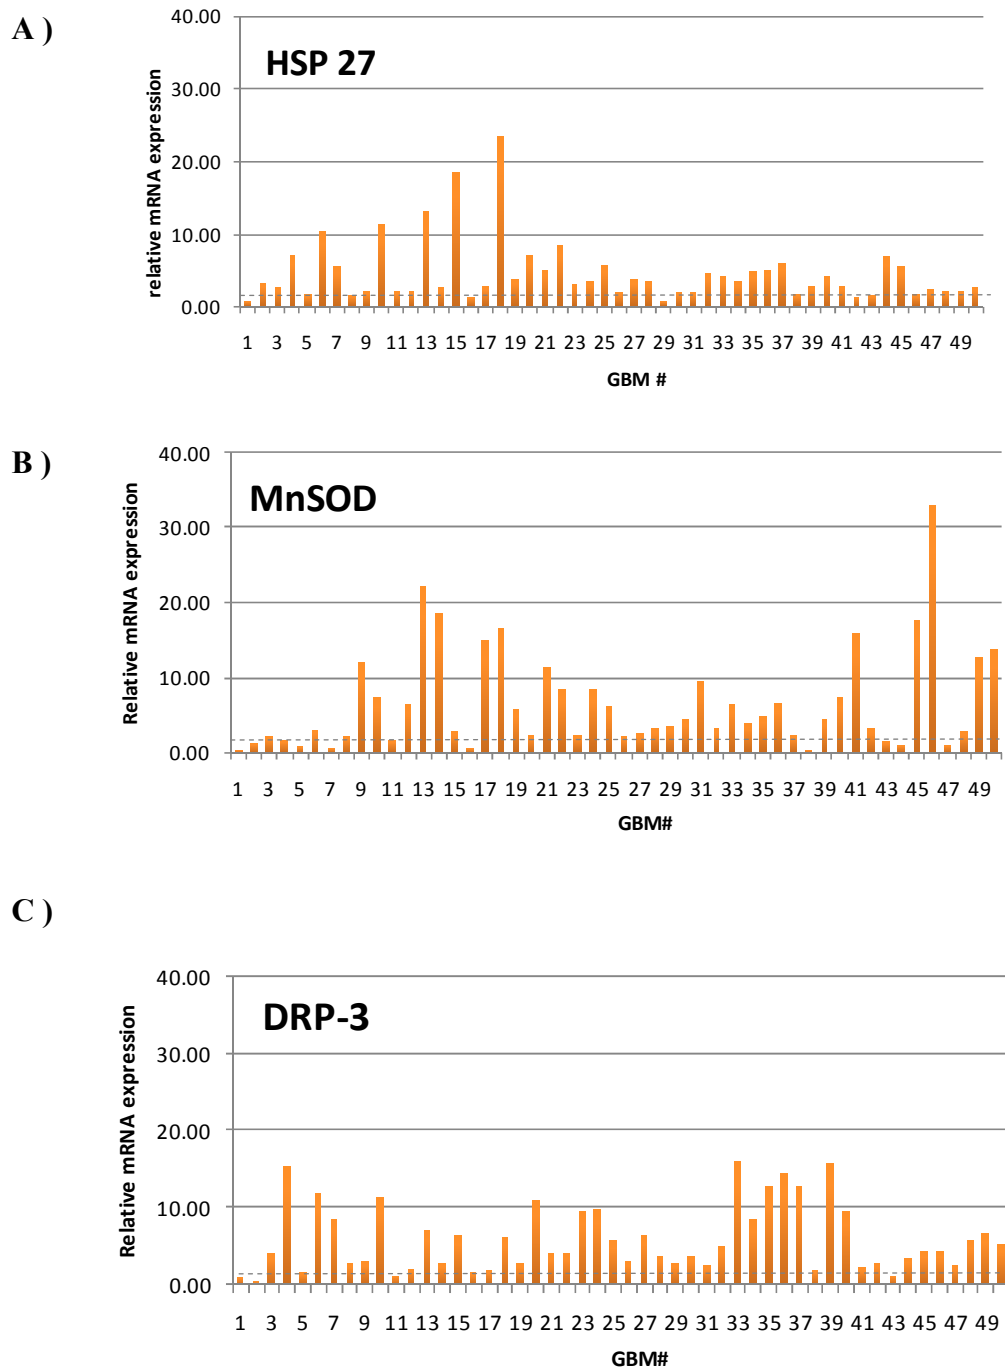 A )
40.00
HSP 27
30.00
20.00
10.00
0.00
relative mRNA expression
1 3 5 7 9 11 13 15 17 19 21 23 25 27 29 31 33 35 37 39 41 43 45 47 49
GBM #
B )
40.00
MnSOD
30.00
20.00
10.00
0.00
Relative mRNA expression
1 3 5 7 9 11 13 15 17 19 21 23 25 27 29 31 33 35 37 39 41 43 45 47 49
GBM#
C )
40.00
DRP-3
30.00
20.00
10.00
0.00
Relative mRNA expression
1 3 5 7 9 11 13 15 17 19 21 23 25 27 29 31 33 35 37 39 41 43 45 47 49
GBM#